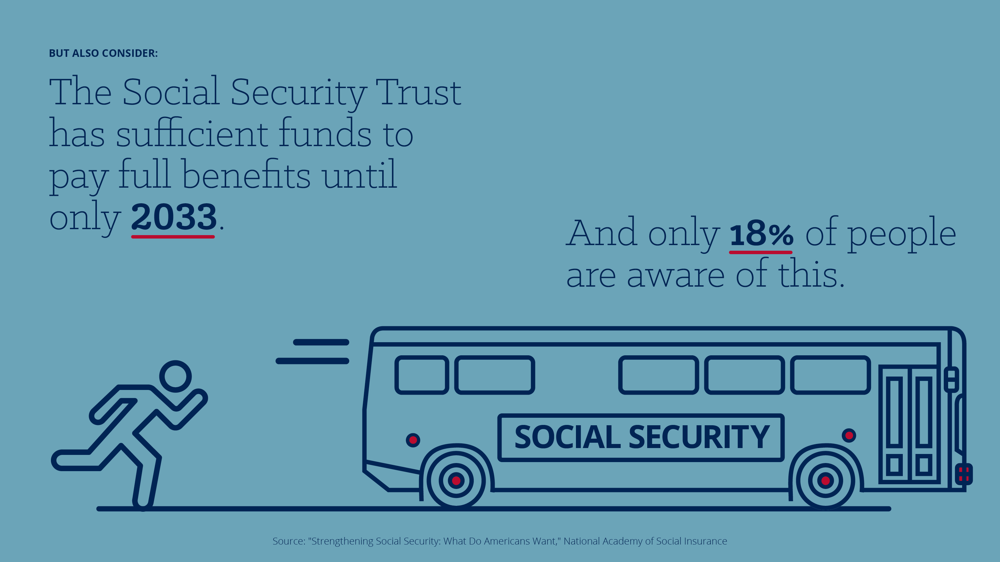 BUT ALSO CONSIDER:
The Social Security Trust
has sufficient funds to
pay full benefits until
only 2033.
And only 18% of people
are aware of this.
SOCIAL SECURITY
Source: "Strengthening Social Security: What Do Americans Want," National Academy of Social Insurance